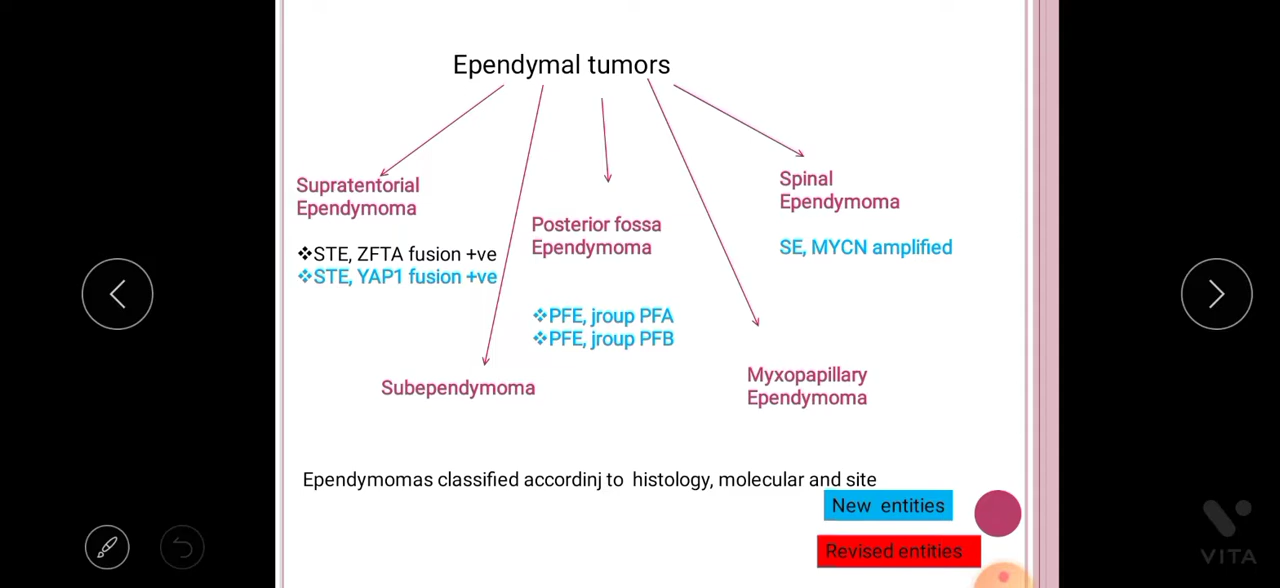 Ependymal tumors
Supratentorial
Ependymoma
❖STE, ZFTA fusion +ve
❖STE, YAP1 fusion +ve
Subependymoma
Posterior fossa
Ependymoma
❖PFE, jroup PFA
❖PFE, jroup PFB
Myxopapillary
Ependymoma
Spinal
Ependymoma
SE, MYCN amplified
Ependymomas classified accordinj to histology, molecular and site
New entities
Revised entities
VITA